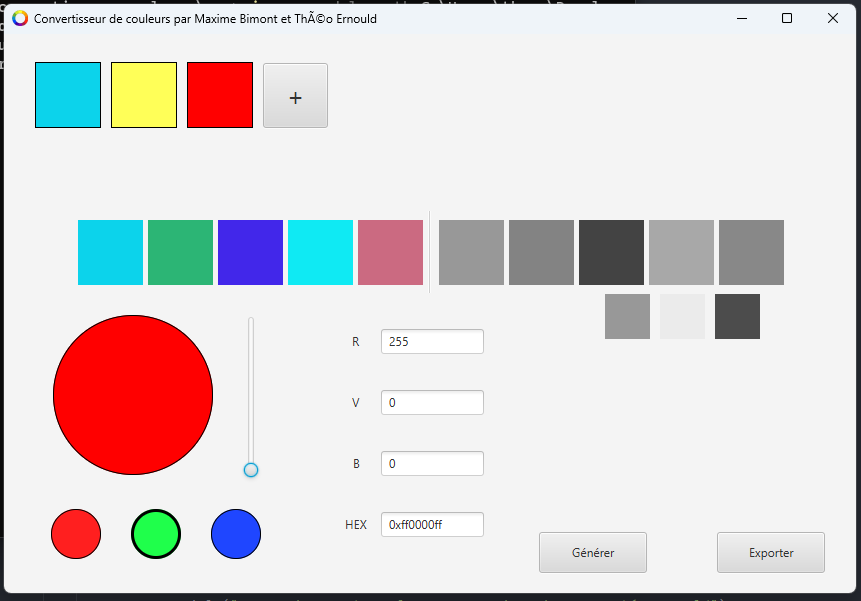 Convertisseur de couleurs par Maxime Bimont et ThÃ©o Ernould
+
R 255
V 0
B 0
HEX 0xff0000ff
Générer Exporter